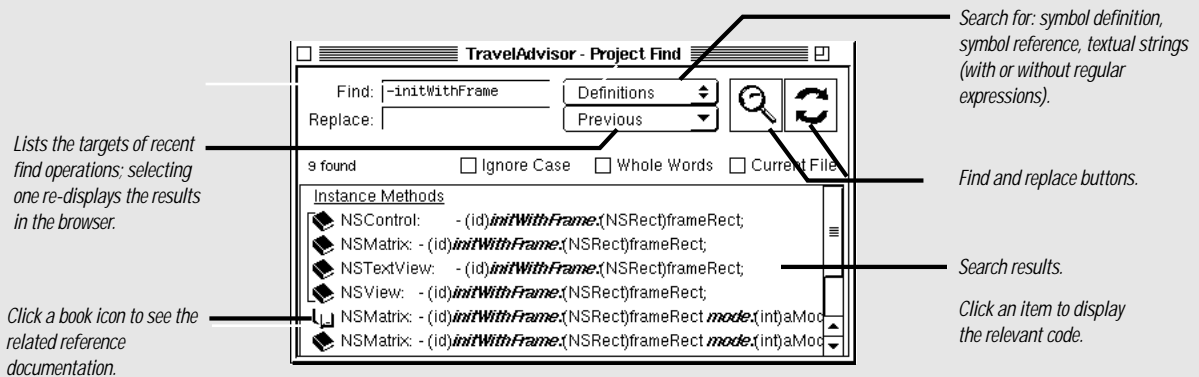 Search for: symbol definition,
symbol reference, textual strings
(with or without regular
expressions).
TravelAdvisor - Project Find
Find: -initWithFrame
Definitions
Replace:
Previous
Lists the targets of recent
find operations; selecting
one re-displays the results
in the browser.
9 found
Ignore Case
Whole Words
Current File
Find and replace buttons.
Instance Methods
NSControl: - (id)initWithFrame:(NSRect)frameRect;
NSMatrix: - (id)initWithFrame:(NSRect)frameRect;
NSTextView: - (id)initWithFrame:(NSRect)frameRect;
NSView: - (id)initWithFrame:(NSRect)frameRect;
NSMatrix: - (id)initWithFrame:(NSRect)frameRect mode:(int)aMod
NSMatrix: - (id)initWithFrame:(NSRect)frameRect mode:(int)aMod
Search results.
Click an item to display
the relevant code.
Click a book icon to see the
related reference
documentation.